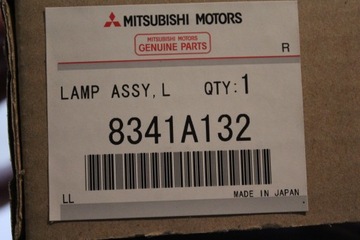 MITSUBISHI MOTORS
MITSUBISHI MOTORS
GENUINE PARTS
R
LAMP ASSY, L QTY:1
8341A132
LL
MADE IN JAPAN